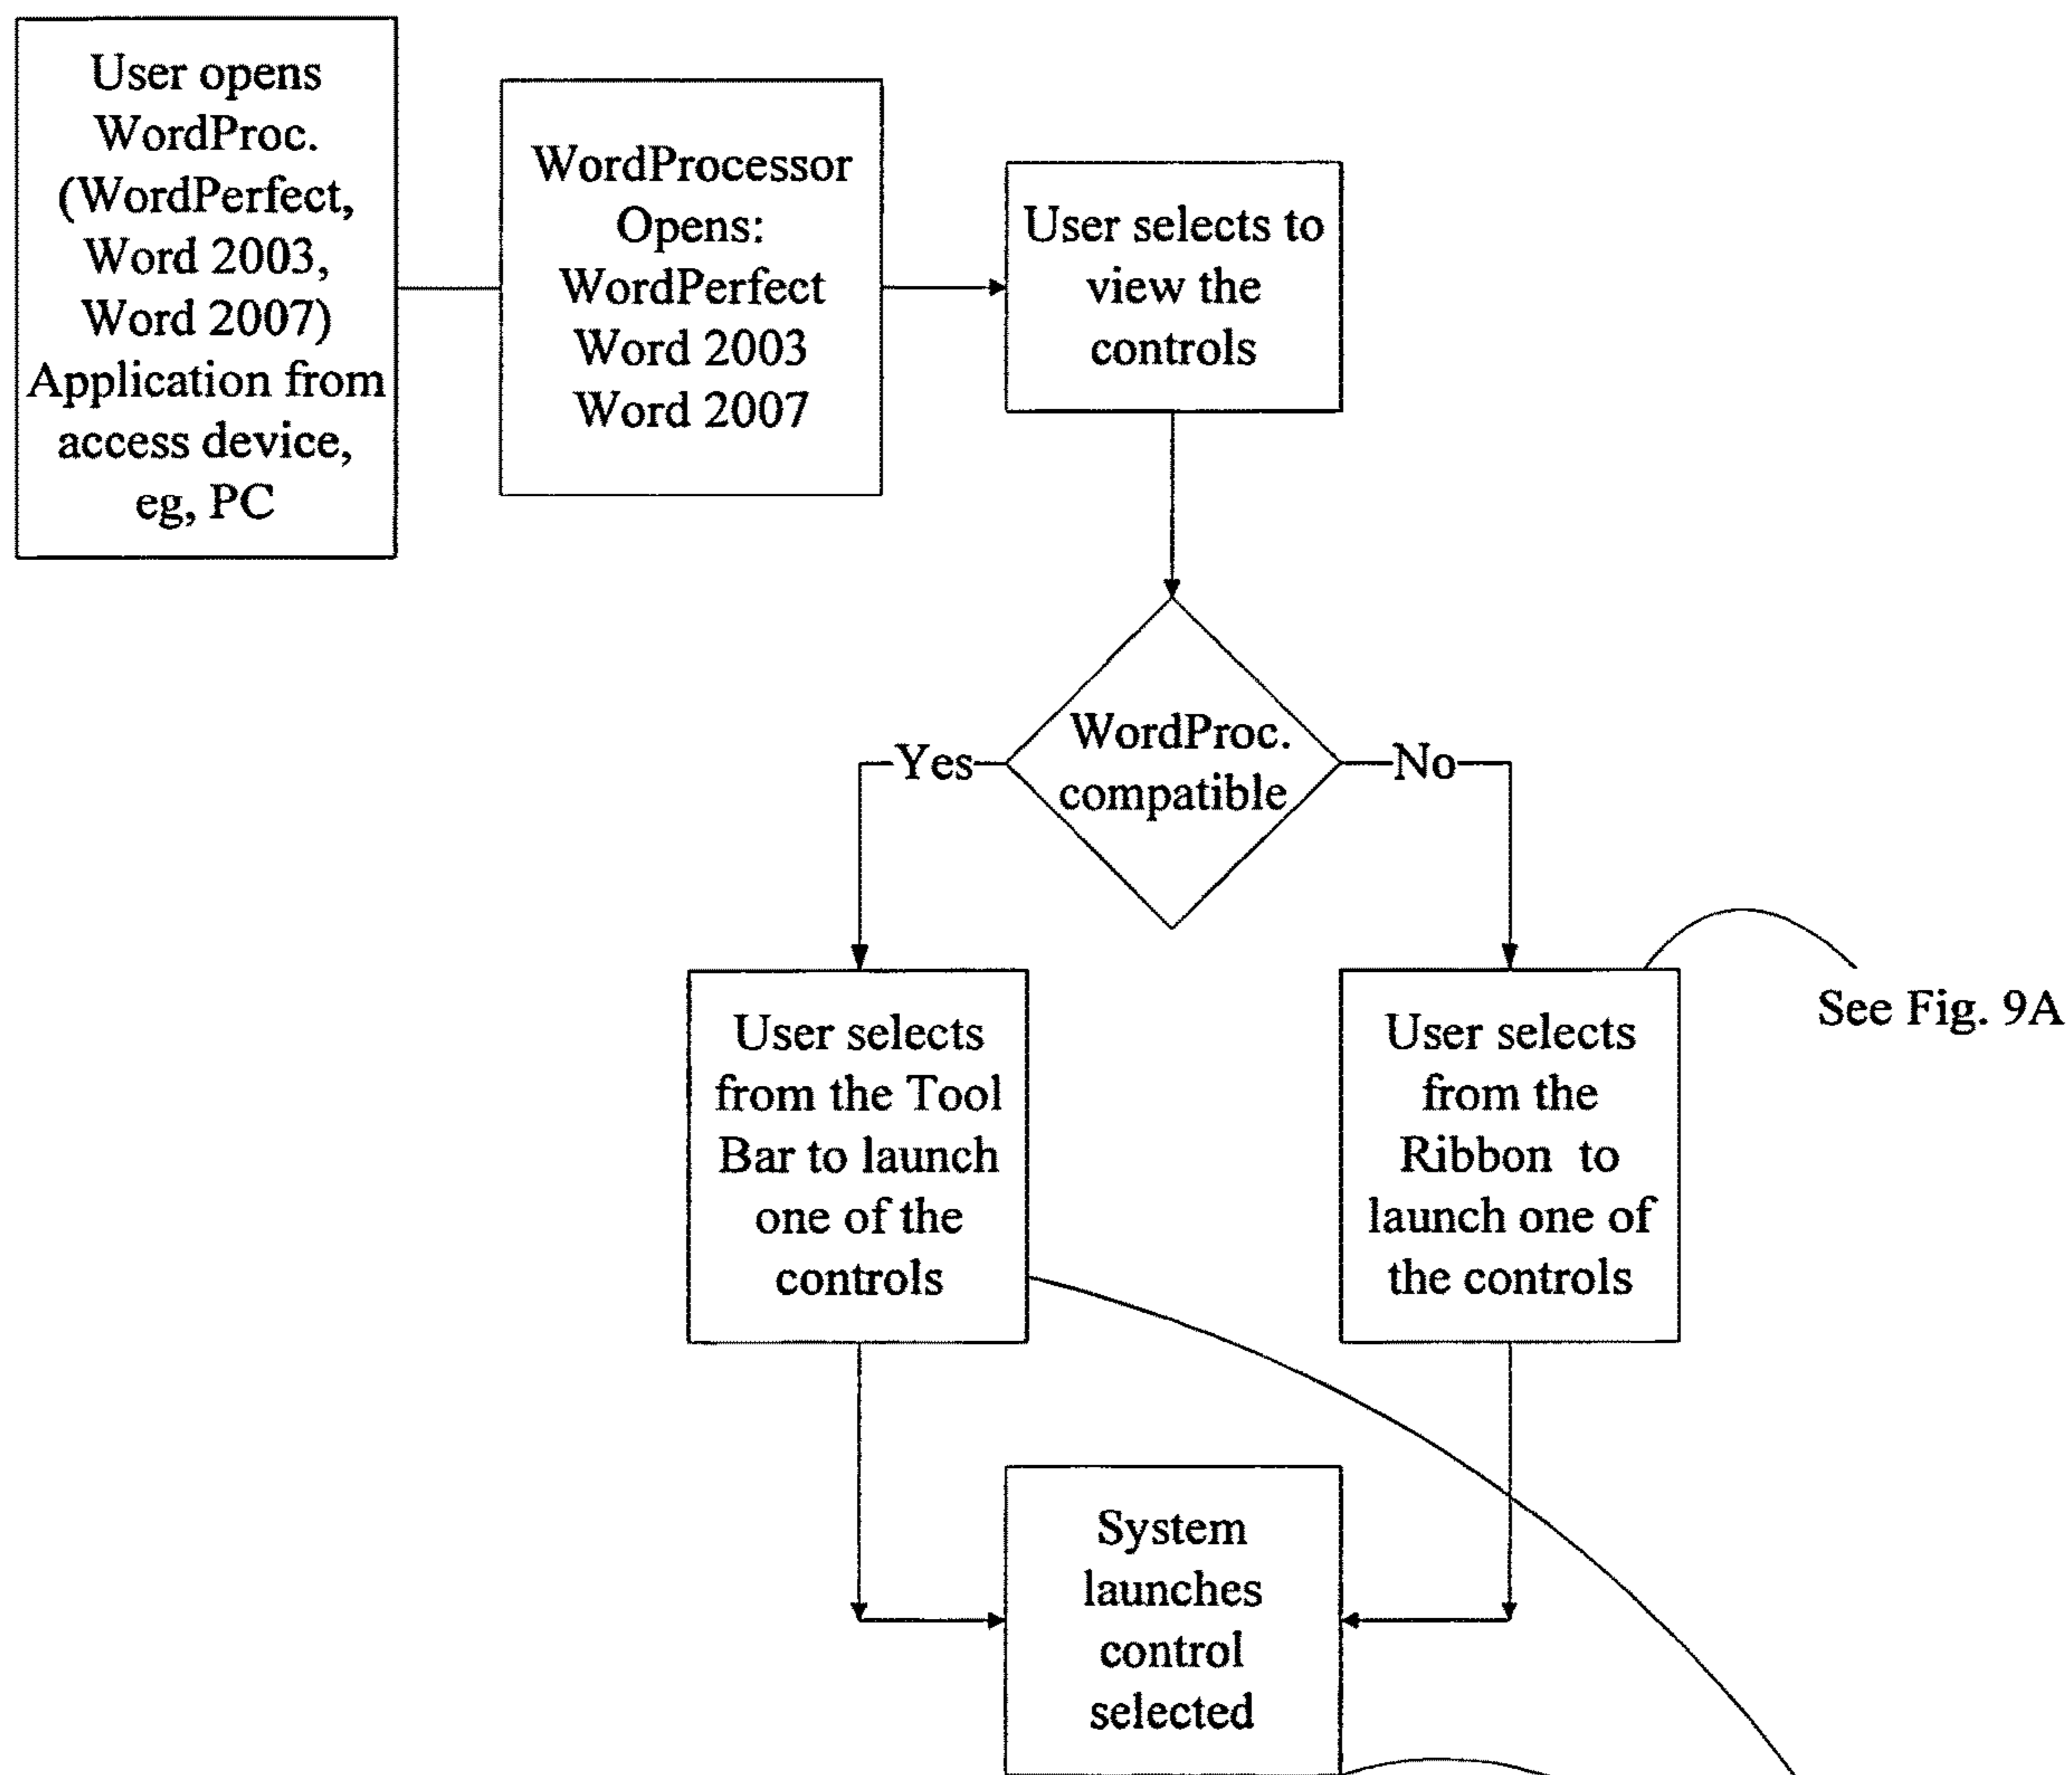 User opens
WordProc.
(WordPerfect,
Word 2003,
Word 2007)
Application from
access device,
eg, PC
WordProcessor
Opens:
WordPerfect
Word 2003
Word 2007
User selects to
view the
controls
WordProc.
compatible
Yes
No
See Fig. 9A
User selects
from the Tool
Bar to launch
one of the
controls
User selects
from the
Ribbon to
launch one of
the controls
System
launches
control
selected